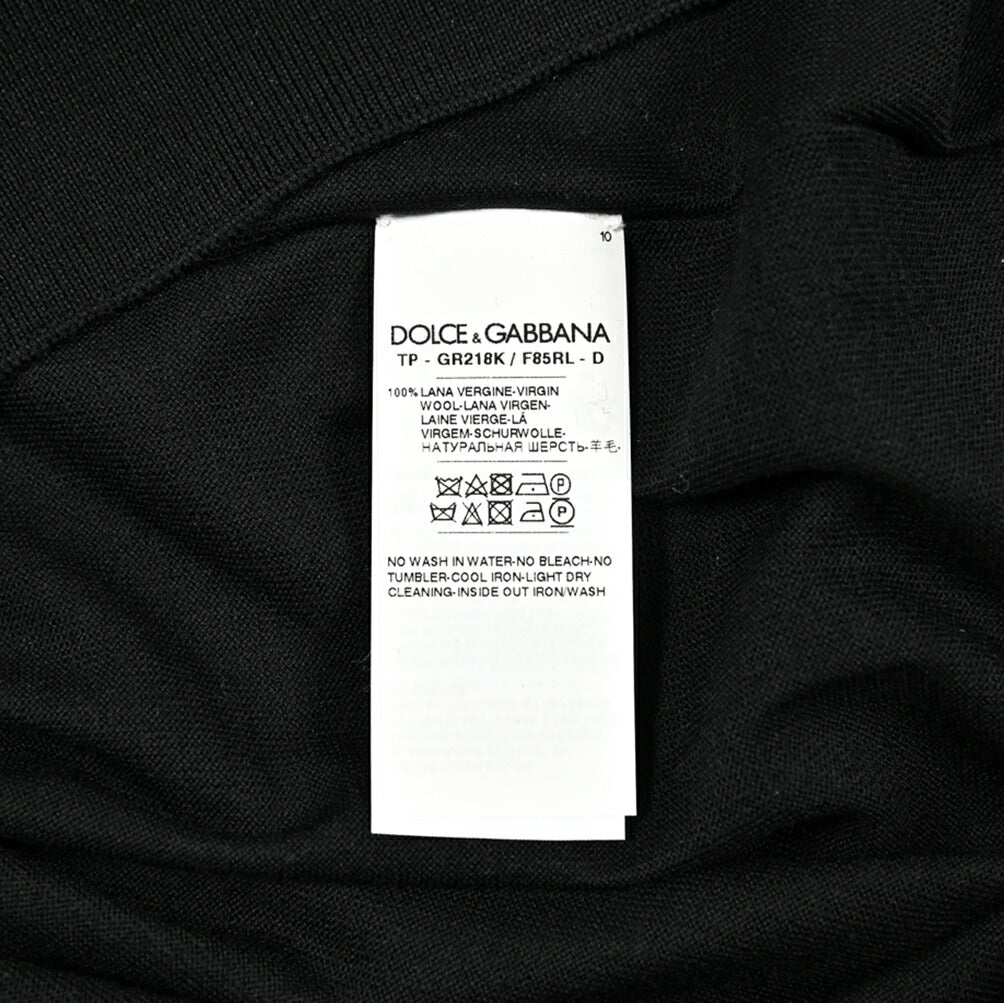 10
DOLCE & GABBANA
TP - GR218K / F85RL - D
100% LANA VERGINE-VIRGIN
WOOL-LANA VIRGEN-
LAINE VIERGE-LÃ
VIRGEM-SCHURWOLLE-
НАТУРАЛЬНАЯ ШЕРСТЬ-羊毛-
P
P
NO WASH IN WATER-NO BLEACH-NO
TUMBLER-COOL IRON-LIGHT DRY
CLEANING-INSIDE OUT IRON/WASH